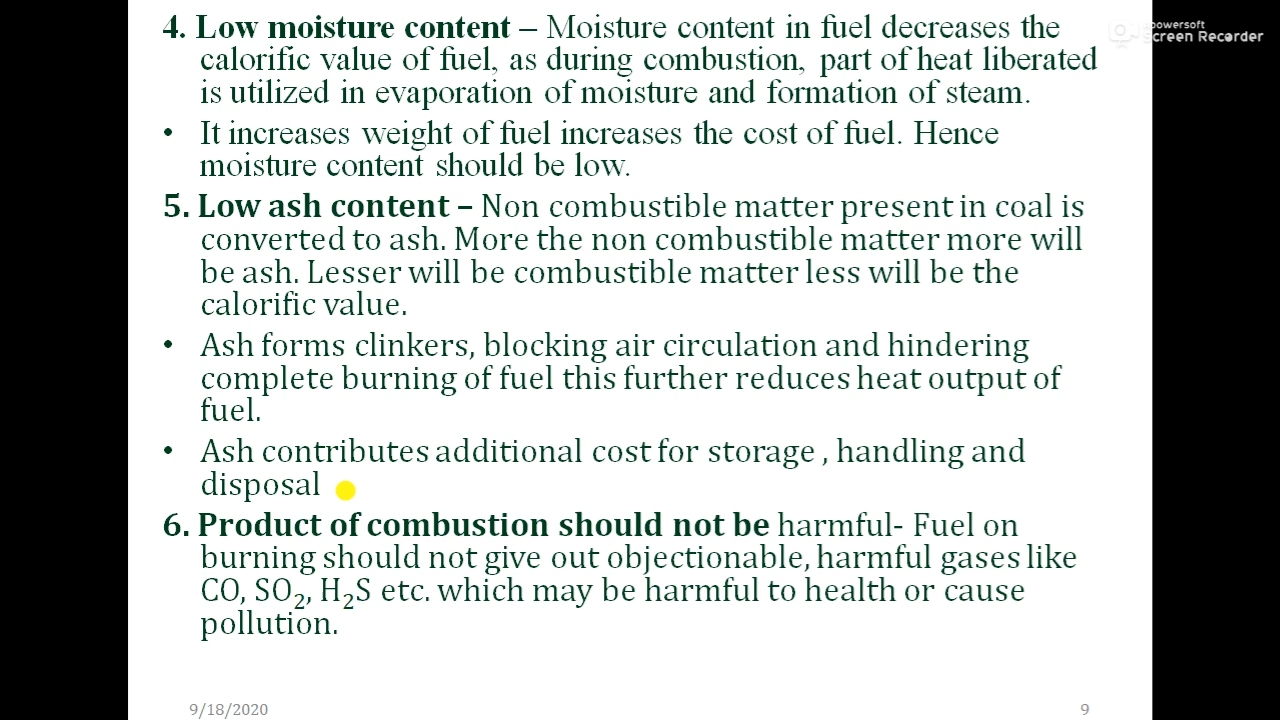 4. Low moisture content – Moisture content in fuel decreases the
calorific value of fuel, as during combustion, part of heat liberated
is utilized in evaporation of moisture and formation of steam.
• It increases weight of fuel increases the cost of fuel. Hence
moisture content should be low.
5. Low ash content – Non combustible matter present in coal is
converted to ash. More the non combustible matter more will
be ash. Lesser will be combustible matter less will be the
calorific value.
• Ash forms clinkers, blocking air circulation and hindering
complete burning of fuel this further reduces heat output of
fuel.
• Ash contributes additional cost for storage , handling and
disposal
6. Product of combustion should not be harmful- Fuel on
burning should not give out objectionable, harmful gases like
CO, SO₂, H₂S etc. which may be harmful to health or cause
pollution.
9/18/2020
9
Screen Recorder